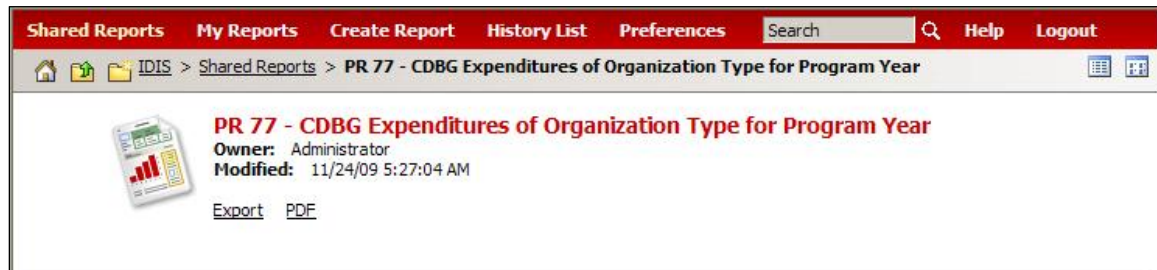 Shared Reports My Reports Create Report History List Preferences Search Help Logout
IDIS > Shared Reports > PR 77 - CDBG Expenditures of Organization Type for Program Year
PR 77 - CDBG Expenditures of Organization Type for Program Year
Owner: Administrator
Modified: 11/24/09 5:27:04 AM
Export PDF